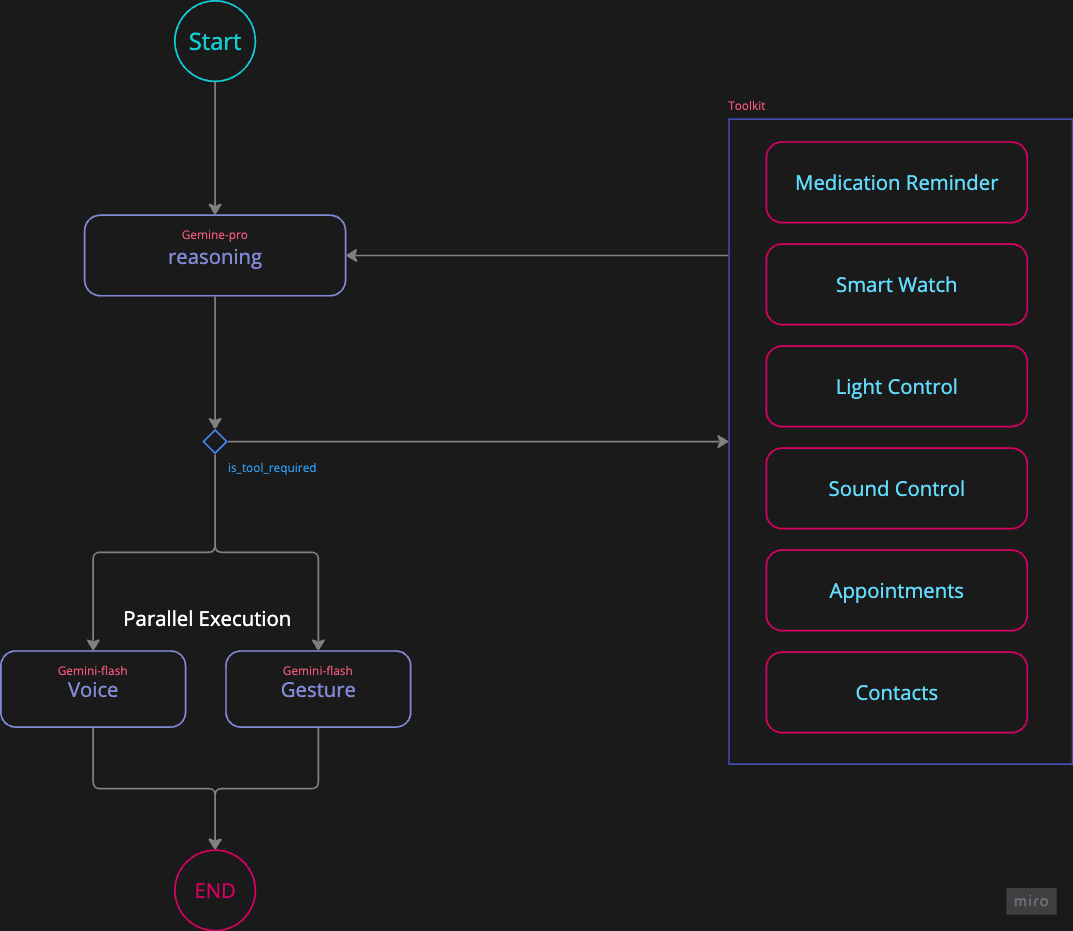 Start
Toolkit
Medication Reminder
Gemine-pro
reasoning
Smart Watch
Light Control
is_tool_required
Sound Control
Appointments
Parallel Execution
Gemini-flash
Voice
Gemini-flash
Gesture
Contacts
END
miro